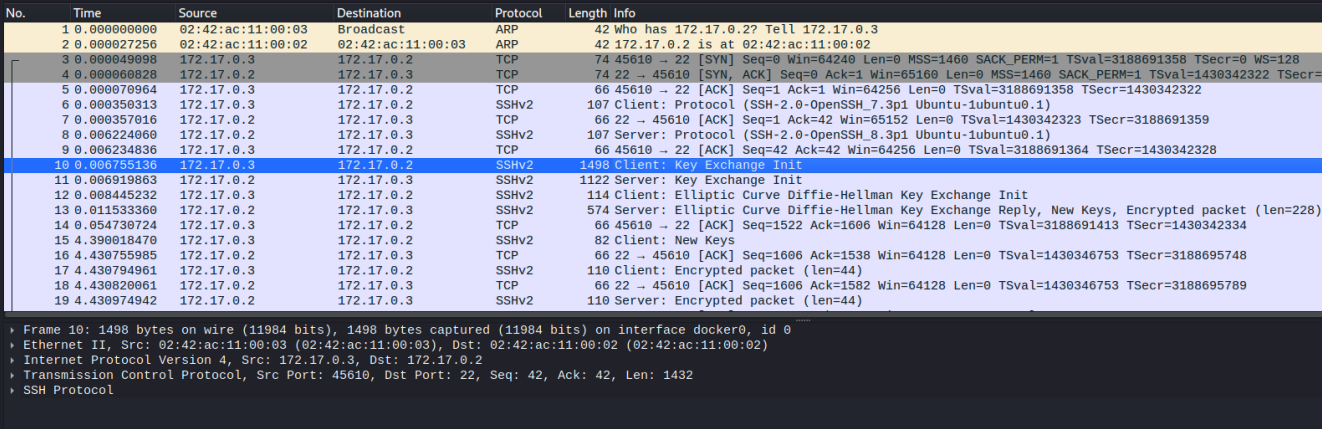 No. Time Source Destination Protocol Length Info
1 0.000000000 02:42:ac:11:00:03 Broadcast ARP 42 Who has 172.17.0.2? Tell 172.17.0.3
2 0.000027256 02:42:ac:11:00:02 02:42:ac:11:00:03 ARP 42 172.17.0.2 is at 02:42:ac:11:00:02
3 0.000049098 172.17.0.3 172.17.0.2 TCP 74 45610 → 22 [SYN] Seq=0 Win=64240 Len=0 MSS=1460 SACK_PERM=1 TSval=3188691358 TSecr=0 WS=128
4 0.000060828 172.17.0.2 172.17.0.3 TCP 74 22 → 45610 [SYN, ACK] Seq=0 Ack=1 Win=65160 Len=0 MSS=1460 SACK_PERM=1 TSval=1430342322 TSecr=
5 0.000070964 172.17.0.3 172.17.0.2 TCP 66 45610 → 22 [ACK] Seq=1 Ack=1 Win=64256 Len=0 TSval=3188691358 TSecr=1430342322
6 0.000350313 172.17.0.3 172.17.0.2 SSHv2 107 Client: Protocol (SSH-2.0-OpenSSH_7.3p1 Ubuntu-1ubuntu0.1)
7 0.000357016 172.17.0.2 172.17.0.3 TCP 66 22 → 45610 [ACK] Seq=1 Ack=42 Win=65152 Len=0 TSval=1430342323 TSecr=3188691359
8 0.006224060 172.17.0.2 172.17.0.3 SSHv2 107 Server: Protocol (SSH-2.0-OpenSSH_8.3p1 Ubuntu-1ubuntu0.1)
9 0.006234836 172.17.0.3 172.17.0.2 TCP 66 45610 → 22 [ACK] Seq=42 Ack=42 Win=64256 Len=0 TSval=3188691364 TSecr=1430342328
10 0.006755136 172.17.0.3 172.17.0.2 SSHv2 1498 Client: Key Exchange Init
11 0.006919863 172.17.0.2 172.17.0.3 SSHv2 1122 Server: Key Exchange Init
12 0.008445232 172.17.0.3 172.17.0.2 SSHv2 114 Client: Elliptic Curve Diffie-Hellman Key Exchange Init
13 0.011533360 172.17.0.2 172.17.0.3 SSHv2 574 Server: Elliptic Curve Diffie-Hellman Key Exchange Reply, New Keys, Encrypted packet (len=228)
14 0.054730724 172.17.0.3 172.17.0.2 TCP 66 45610 → 22 [ACK] Seq=1522 Ack=1606 Win=64128 Len=0 TSval=3188691413 TSecr=1430342334
15 4.390018470 172.17.0.3 172.17.0.2 SSHv2 82 Client: New Keys
16 4.430755985 172.17.0.2 172.17.0.3 TCP 66 22 → 45610 [ACK] Seq=1606 Ack=1538 Win=64128 Len=0 TSval=1430346753 TSecr=3188695748
17 4.430794961 172.17.0.3 172.17.0.2 SSHv2 110 Client: Encrypted packet (len=44)
18 4.430820061 172.17.0.2 172.17.0.3 TCP 66 22 → 45610 [ACK] Seq=1606 Ack=1582 Win=64128 Len=0 TSval=1430346753 TSecr=3188695789
19 4.430974942 172.17.0.2 172.17.0.3 SSHv2 110 Server: Encrypted packet (len=44)
Frame 10: 1498 bytes on wire (11984 bits), 1498 bytes captured (11984 bits) on interface docker0, id 0
Ethernet II, Src: 02:42:ac:11:00:03 (02:42:ac:11:00:03), Dst: 02:42:ac:11:00:02 (02:42:ac:11:00:02)
Internet Protocol Version 4, Src: 172.17.0.3, Dst: 172.17.0.2
Transmission Control Protocol, Src Port: 45610, Dst Port: 22, Seq: 42, Ack: 42, Len: 1432
SSH Protocol